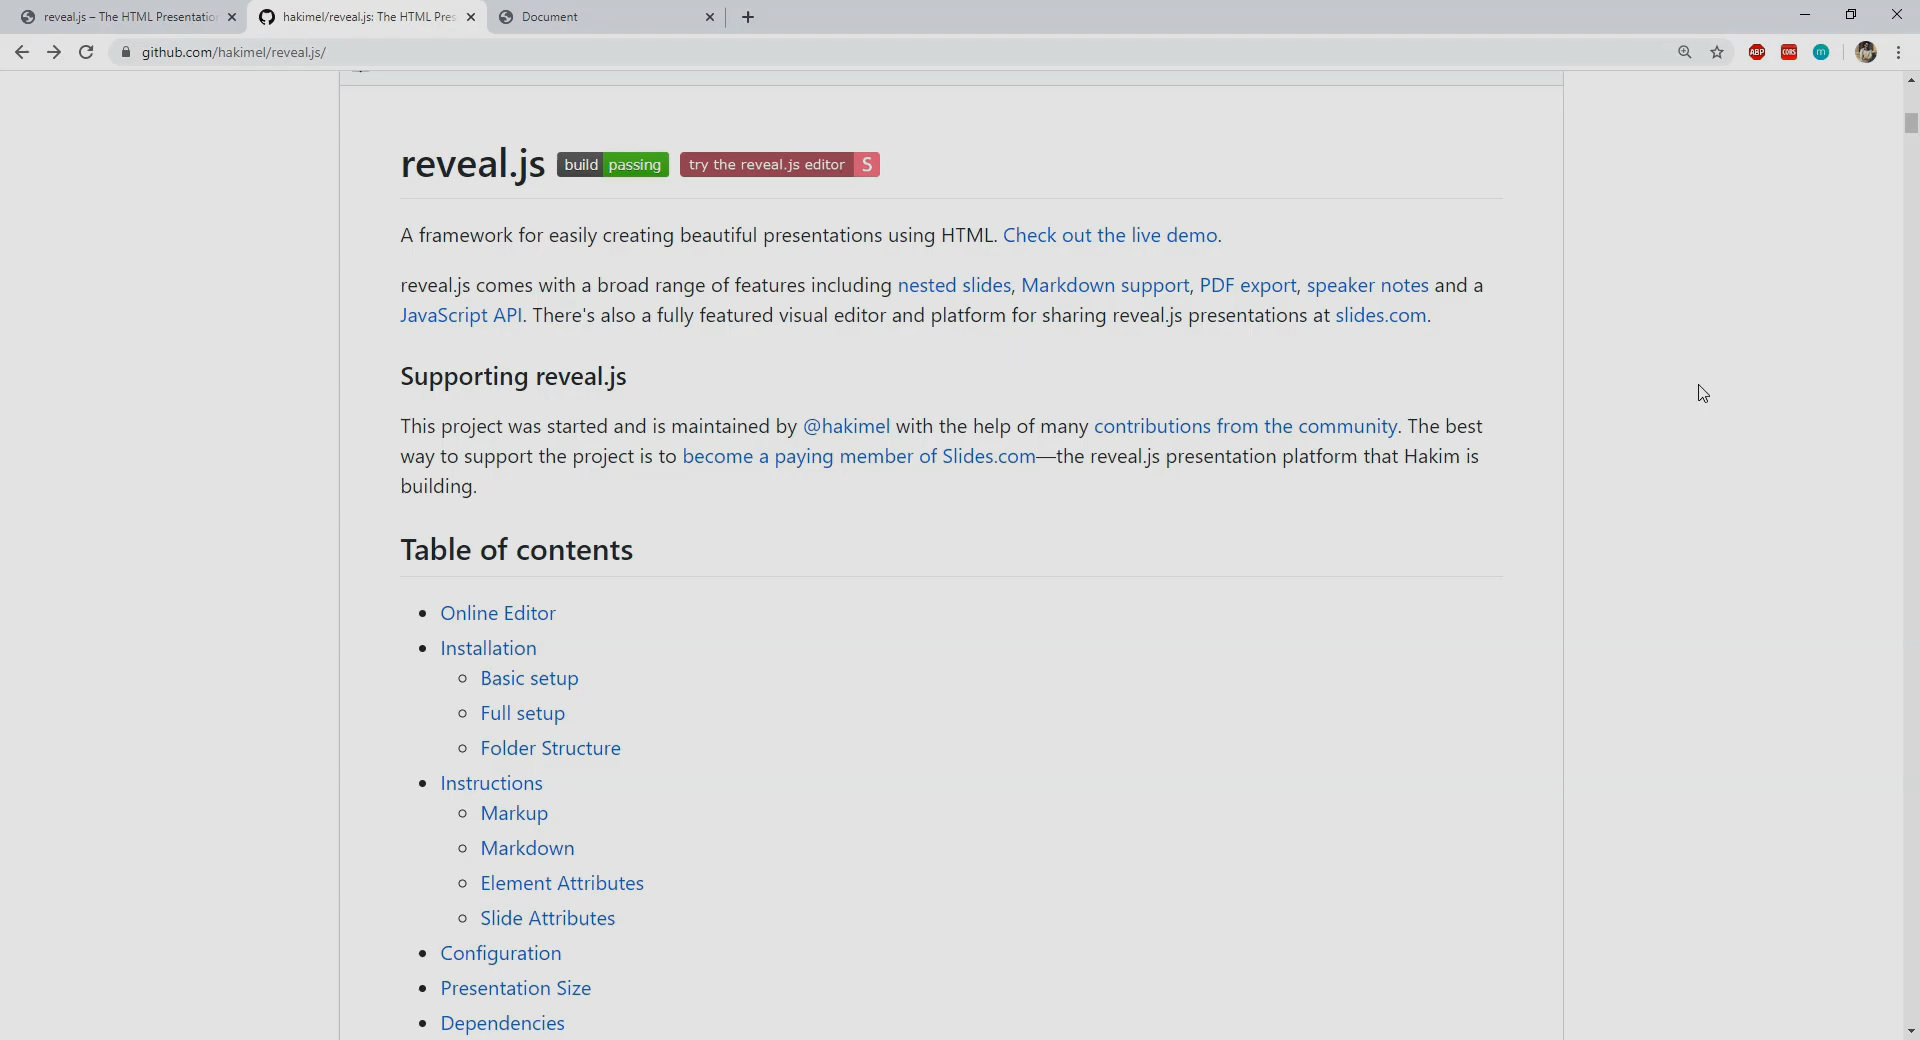 reveal.js – The HTML Presentation
hakimel/reveal.js: The HTML Pres
Document
github.com/hakimel/reveal.js/
ABP
CORS
m
reveal.js build passing try the reveal.js editor S
A framework for easily creating beautiful presentations using HTML. Check out the live demo.
reveal.js comes with a broad range of features including nested slides, Markdown support, PDF export, speaker notes and a
JavaScript API. There's also a fully featured visual editor and platform for sharing reveal.js presentations at slides.com.
Supporting reveal.js
This project was started and is maintained by @hakimel with the help of many contributions from the community. The best
way to support the project is to become a paying member of Slides.com—the reveal.js presentation platform that Hakim is
building.
Table of contents
Online Editor
Installation
Basic setup
Full setup
Folder Structure
Instructions
Markup
Markdown
Element Attributes
Slide Attributes
Configuration
Presentation Size
Dependencies